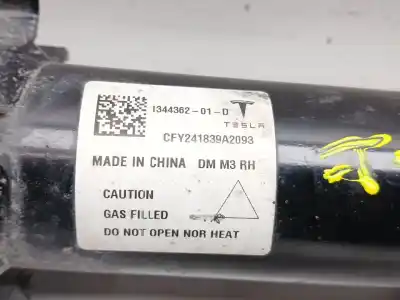 1344362-01-D
TESLA
CFY241839A2093
MADE IN CHINA DM M3 RH
CAUTION
GAS FILLED
DO NOT OPEN NOR HEAT